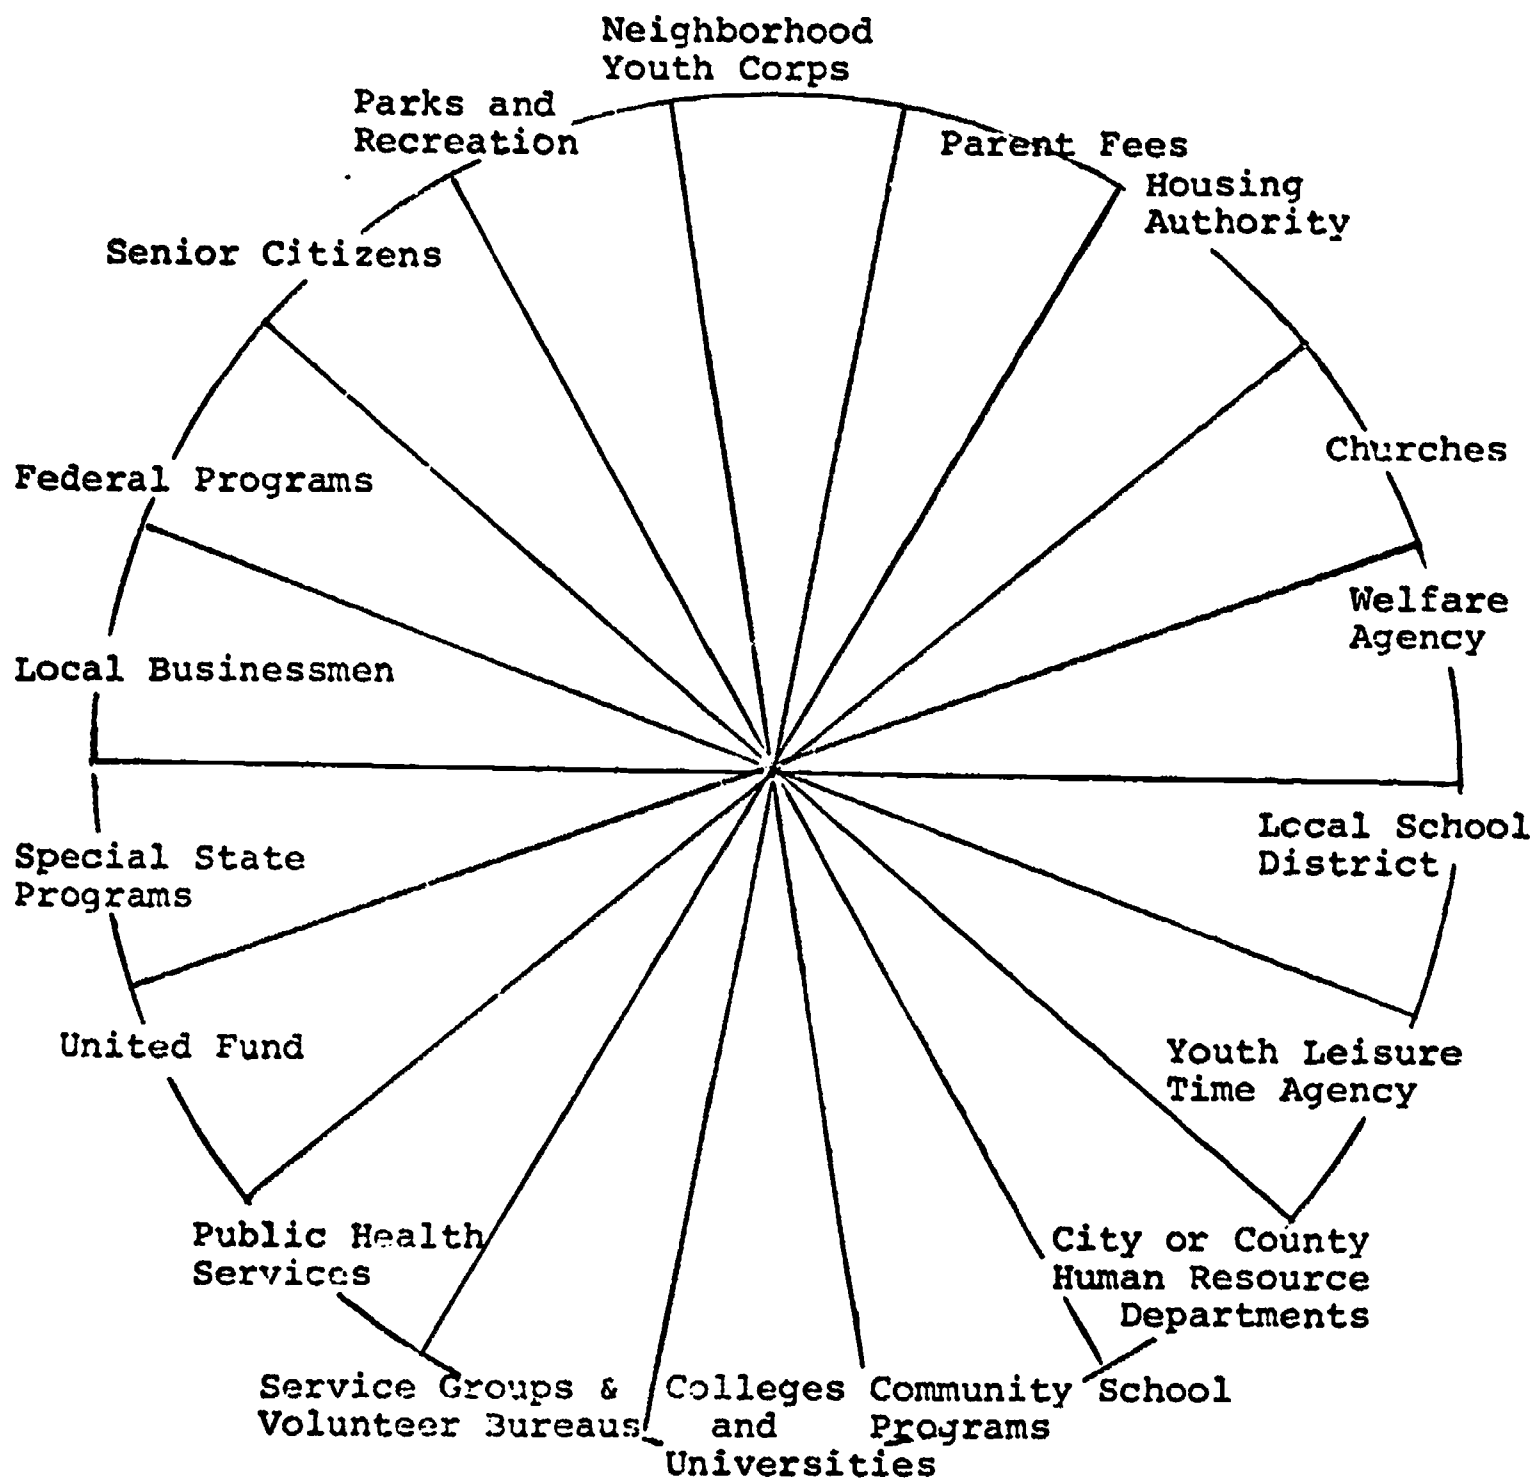 Neighborhood
Youth Corps
Parks and
Recreation
Parent Fees
Housing
Authority
Senior Citizens
Churches
Federal Programs
Welfare
Agency
Local Businessmen
Local School
District
Special State
Programs
United Fund
Youth Leisure
Time Agency
Public Health
Services
City or County
Human Resource
Departments
Service Groups &
Volunteer Bureaus
Colleges
and
Universities
Community School
Programs